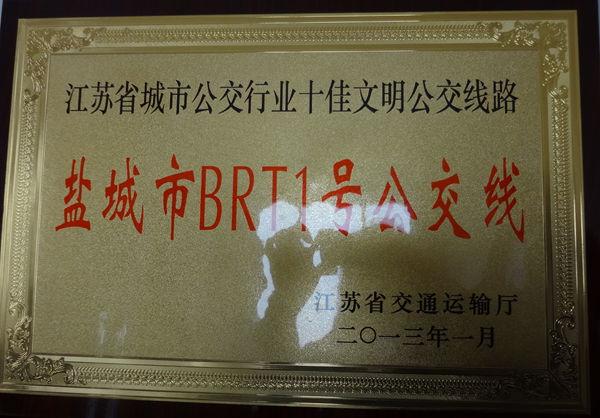 江苏省城市公交行业十佳文明公交线路
盐城市BRT1号公交线
江苏省交通运输厅
二〇一三年一月